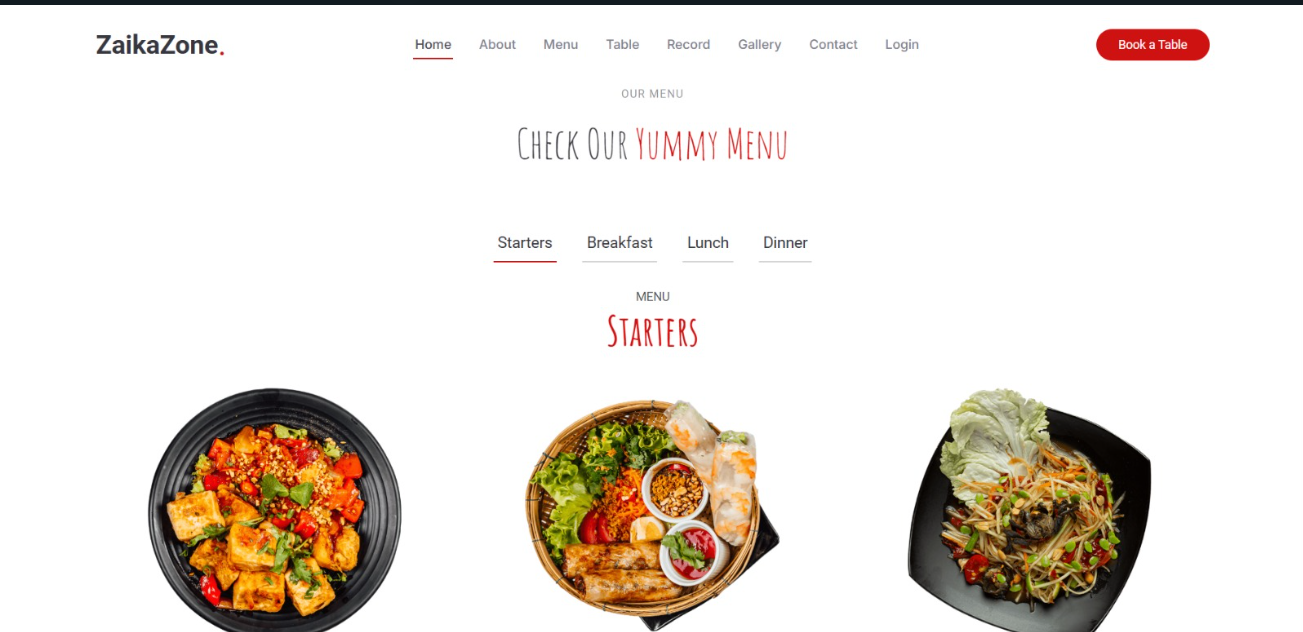 ZaikaZone.
Home About Menu Table Record Gallery Contact Login
Book a Table
OUR MENU
Check Our Yummy Menu
Starters Breakfast Lunch Dinner
MENU
Starters